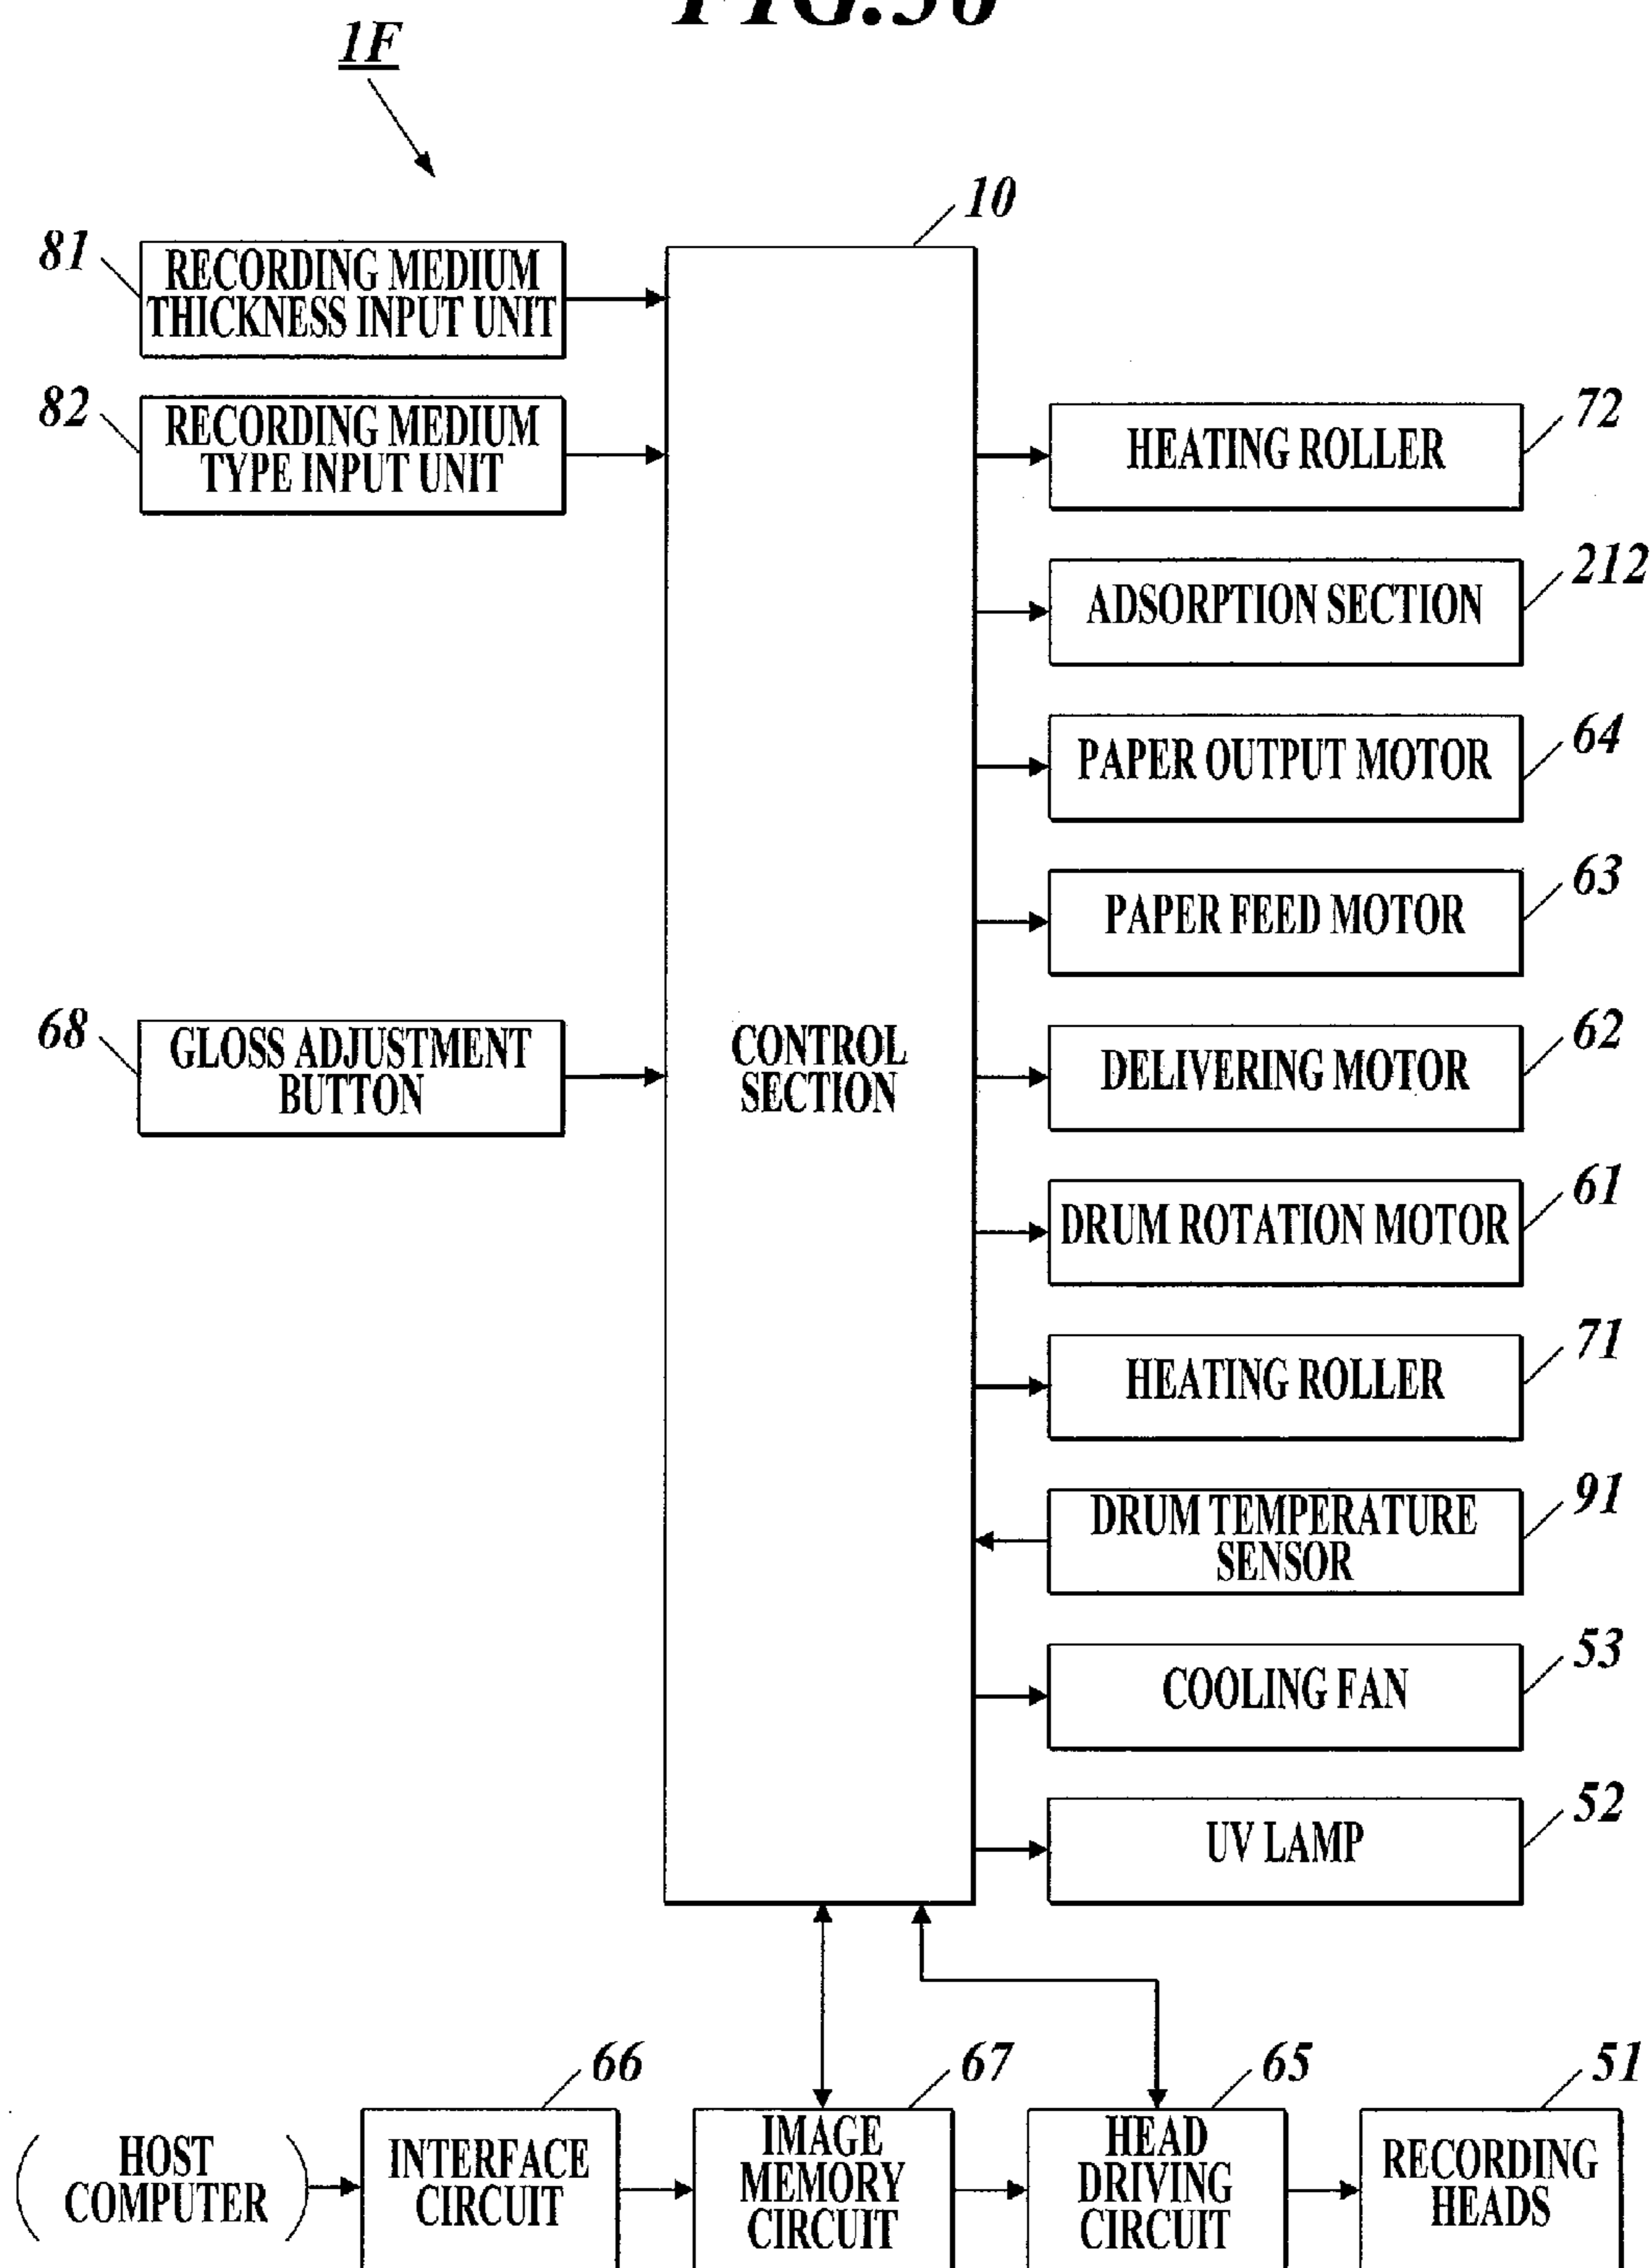 FIG.36
1F
10
81
RECORDING MEDIUM
THICKNESS INPUT UNIT
82
RECORDING MEDIUM
TYPE INPUT UNIT
72
HEATING ROLLER
212
ADSORPTION SECTION
64
PAPER OUTPUT MOTOR
63
PAPER FEED MOTOR
68
GLOSS ADJUSTMENT
BUTTON
CONTROL
SECTION
62
DELIVERING MOTOR
61
DRUM ROTATION MOTOR
71
HEATING ROLLER
91
DRUM TEMPERATURE
SENSOR
53
COOLING FAN
52
UV LAMP
66
67
65
51
( HOST
COMPUTER )
INTERFACE
CIRCUIT
IMAGE
MEMORY
CIRCUIT
HEAD
DRIVING
CIRCUIT
RECORDING
HEADS